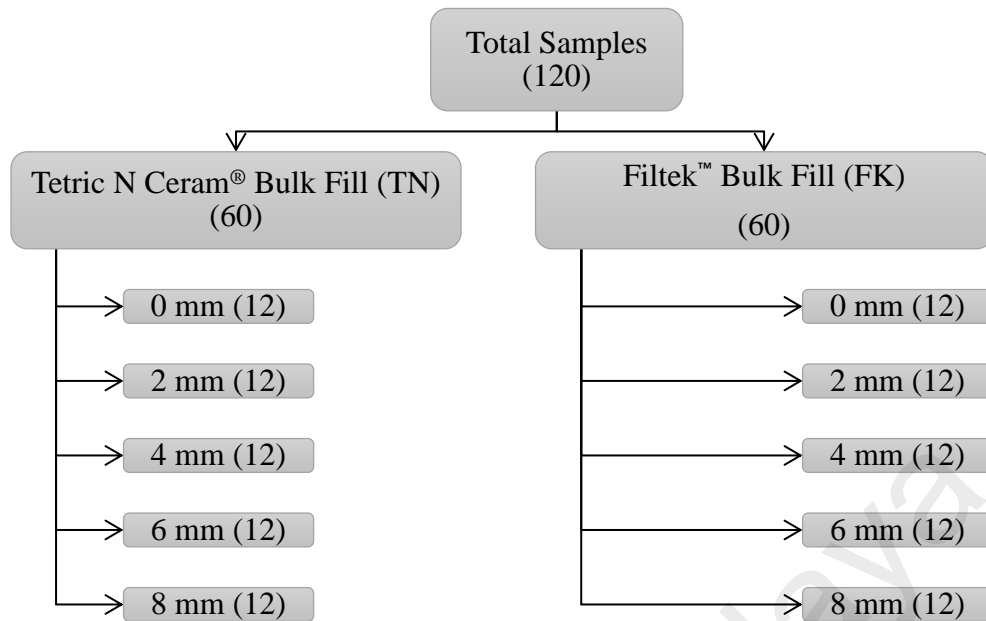 Total Samples
(120)
Tetric N Ceram® Bulk Fill (TN)
(60)
Filtek™ Bulk Fill (FK)
(60)
0 mm (12)
2 mm (12)
4 mm (12)
6 mm (12)
8 mm (12)
0 mm (12)
2 mm (12)
4 mm (12)
6 mm (12)
8 mm (12)